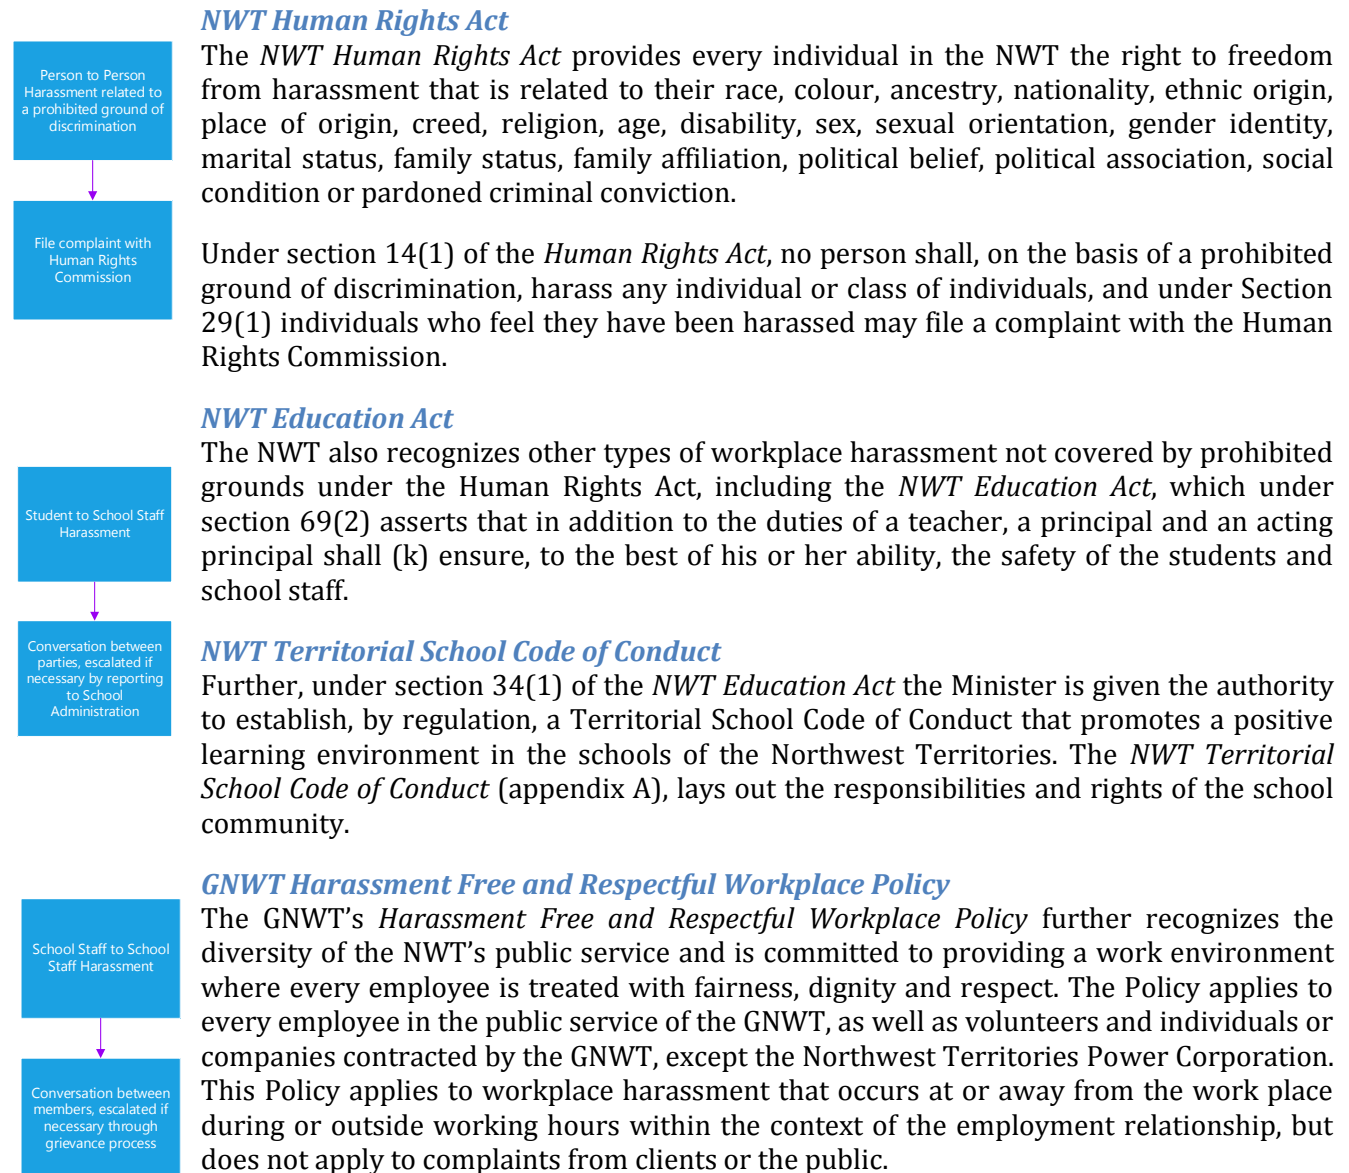 NWT Human Rights Act
Person to Person
Harassment related to
a prohibited ground of
discrimination
File complaint with
Human Rights
Commission
The NWT Human Rights Act provides every individual in the NWT the right to freedom
from harassment that is related to their race, colour, ancestry, nationality, ethnic origin,
place of origin, creed, religion, age, disability, sex, sexual orientation, gender identity,
marital status, family status, family affiliation, political belief, political association, social
condition or pardoned criminal conviction.
Under section 14(1) of the Human Rights Act, no person shall, on the basis of a prohibited
ground of discrimination, harass any individual or class of individuals, and under Section
29(1) individuals who feel they have been harassed may file a complaint with the Human
Rights Commission.
NWT Education Act
Student to School Staff
Harassment
Conversation between
parties, escalated if
necessary by reporting
to School
Administration
The NWT also recognizes other types of workplace harassment not covered by prohibited
grounds under the Human Rights Act, including the NWT Education Act, which under
section 69(2) asserts that in addition to the duties of a teacher, a principal and an acting
principal shall (k) ensure, to the best of his or her ability, the safety of the students and
school staff.
NWT Territorial School Code of Conduct
Further, under section 34(1) of the NWT Education Act the Minister is given the authority
to establish, by regulation, a Territorial School Code of Conduct that promotes a positive
learning environment in the schools of the Northwest Territories. The NWT Territorial
School Code of Conduct (appendix A), lays out the responsibilities and rights of the school
community.
GNWT Harassment Free and Respectful Workplace Policy
School Staff to School
Staff Harassment
Conversation between
members, escalated if
necessary through
grievance process
The GNWT's Harassment Free and Respectful Workplace Policy further recognizes the
diversity of the NWT's public service and is committed to providing a work environment
where every employee is treated with fairness, dignity and respect. The Policy applies to
every employee in the public service of the GNWT, as well as volunteers and individuals or
companies contracted by the GNWT, except the Northwest Territories Power Corporation.
This Policy applies to workplace harassment that occurs at or away from the work place
during or outside working hours within the context of the employment relationship, but
does not apply to complaints from clients or the public.